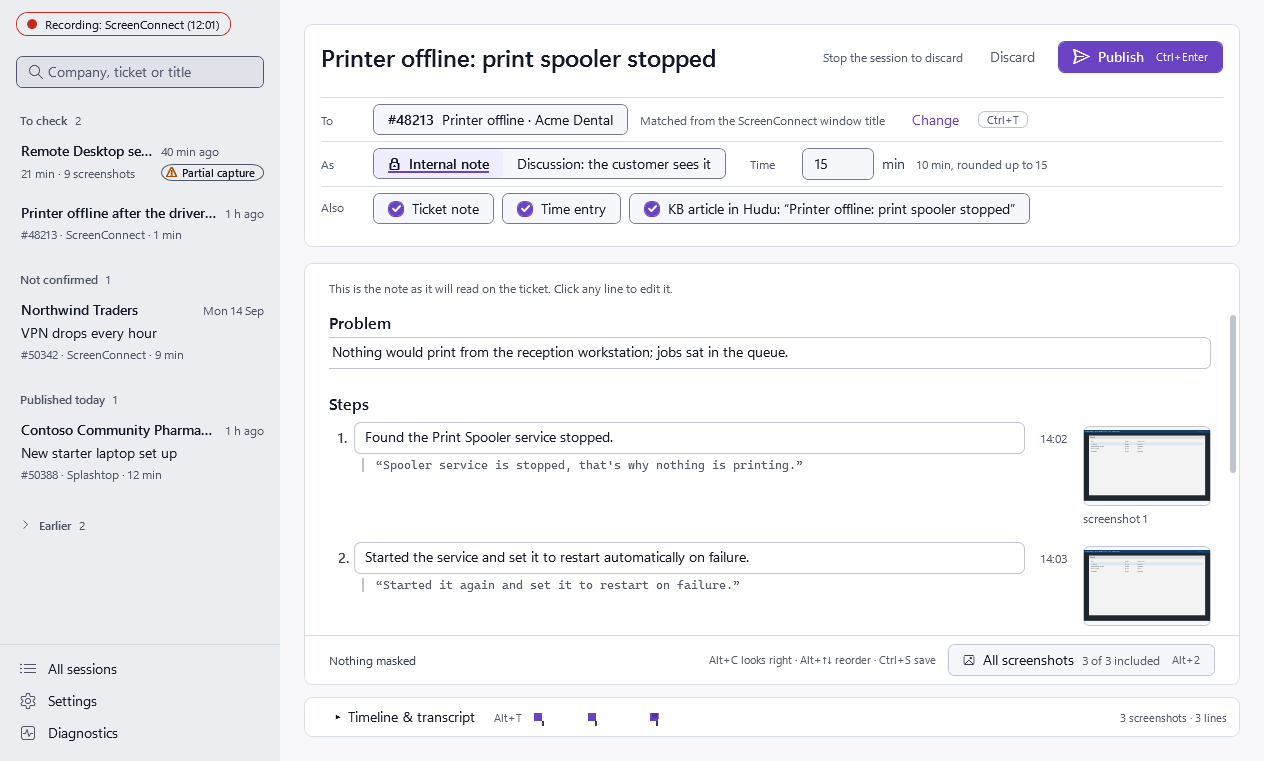 Recording: ScreenConnect (12:01)
Company, ticket or title
To check 2
Remote Desktop se... 40 min ago
21 min · 9 screenshots Partial capture
Printer offline after the driver... 1 h ago
#48213 · ScreenConnect · 1 min
Not confirmed 1
Northwind Traders Mon 14 Sep
VPN drops every hour
#50342 · ScreenConnect · 9 min
Published today 1
Contoso Community Pharma... 1 h ago
New starter laptop set up
#50388 · Splashtop · 12 min
Earlier 2
All sessions
Settings
Diagnostics
Printer offline: print spooler stopped
Stop the session to discard Discard Publish Ctrl+Enter
To #48213 Printer offline · Acme Dental Matched from the ScreenConnect window title Change Ctrl+T
As Internal note Discussion: the customer sees it Time 15 min 10 min, rounded up to 15
Also Ticket note Time entry KB article in Hudu: “Printer offline: print spooler stopped”
This is the note as it will read on the ticket. Click any line to edit it.
Problem
Nothing would print from the reception workstation; jobs sat in the queue.
Steps
1. Found the Print Spooler service stopped. 14:02
“Spooler service is stopped, that's why nothing is printing.”
screenshot 1
2. Started the service and set it to restart automatically on failure. 14:03
“Started it again and set it to restart on failure.”
Nothing masked Alt+C looks right · Alt+↑↓ reorder · Ctrl+S save All screenshots 3 of 3 included Alt+2
Timeline & transcript Alt+T 3 screenshots · 3 lines